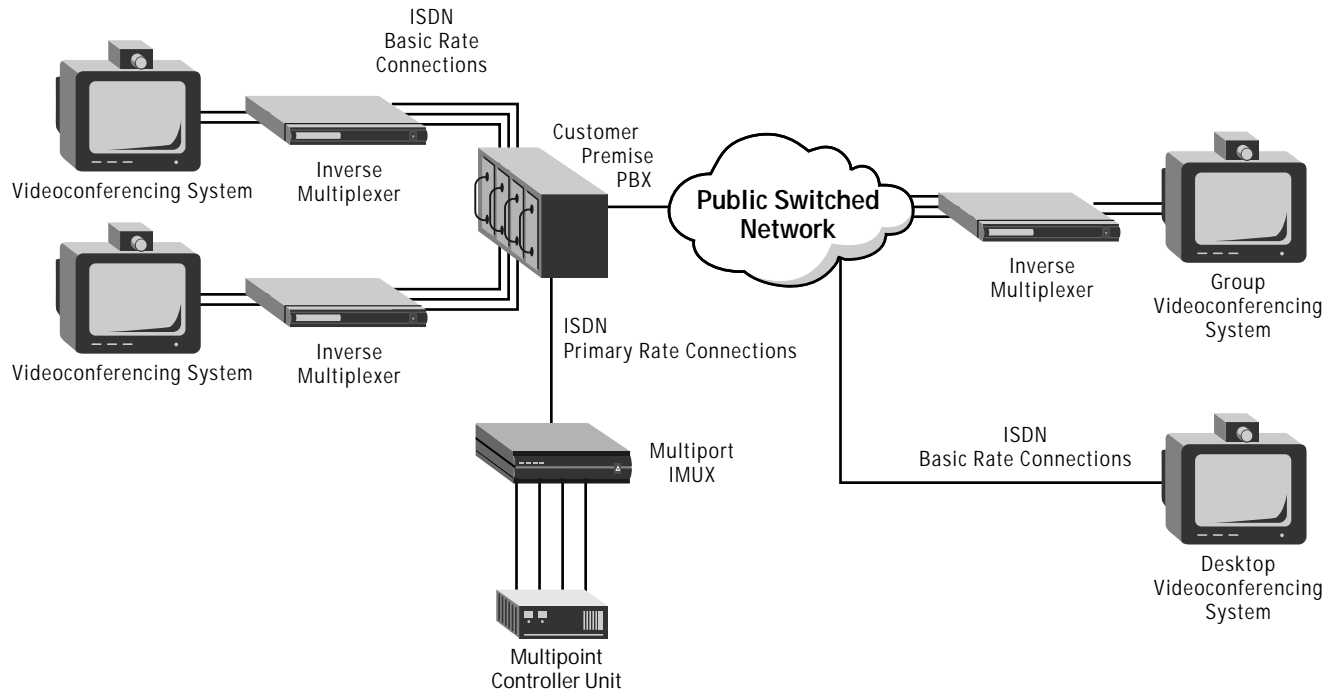 ISDN
Basic Rate
Connections
Videoconferencing System
Inverse
Multiplexer
Customer
Premise
PBX
Public Switched
Network
Inverse
Multiplexer
Group
Videoconferencing
System
Videoconferencing System
Inverse
Multiplexer
ISDN
Primary Rate Connections
Multiport
IMUX
ISDN
Basic Rate Connections
Desktop
Videoconferencing
System
Multipoint
Controller Unit